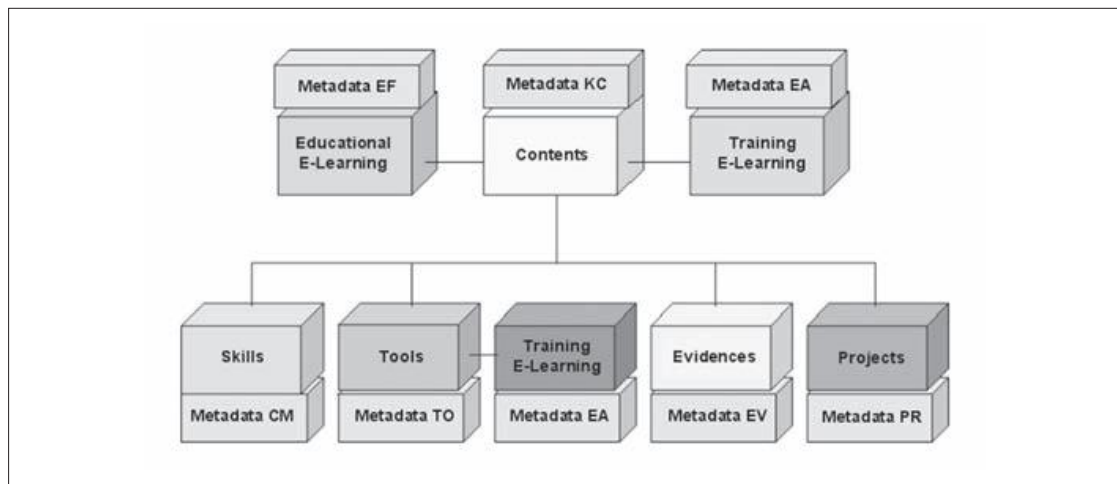 Metadata EF
Metadata KC
Metadata EA
Educational
E-Learning
Contents
Training
E-Learning
Skills
Tools
Training
E-Learning
Evidences
Projects
Metadata CM
Metadata TO
Metadata EA
Metadata EV
Metadata PR